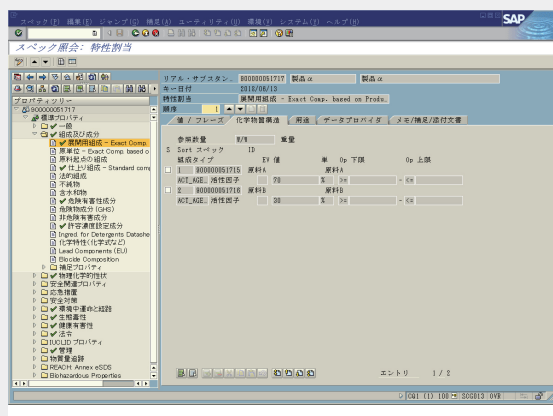 スペック(P) 編集(E) ジャンプ(G) 補足(A) ユーティリティ(U) 環境(V) システム(Y) ヘルプ(H)
SAP
スペック照会: 特性割当
プロパティツリー
900000051717
標準プロパティ
一般
組成及び成分
展開用組成 - Exact Comp.
原単位 - Exact Comp. based o
原料起点の組成
仕上り組成 - Standard com
法的組成
不純物
含水和物
危険有害性成分
危険物成分(GHS)
非危険有害成分
許容濃度設定成分
Ingred. for Detergents Datashe
化学特性(化学式など)
Lead Components (EU)
Biocide Composition
補足プロパティ
物理化学的性状
安全関連プロパティ
応急措置
安全対策
環境中運命と経路
生態毒性
健康有害性
法令
IUCLID プロパティ
管理
物質量追跡
REACH: Annex eSDS
Biohazardous Properties
リアル・サブスタン… 900000051717 製品α 製品α
キー日付 2018/06/13
特性割当 展開用組成 - Exact Comp. based on Produ…
順序 1
値 / フレーズ 化学物質構造 用途 データプロバイダ メモ/補足/添付文書
参照数量 M/M 重量
S Sort スペック ID
組成タイプ EV 値 単 Op 下限 Op 上限
1 900000051715 原料A 原料A
ACT_AGE… 活性因子 70 % >= - <=
2 900000051716 原料B 原料B
ACT_AGE… 活性因子 30 % >= - <=
エントリ 1 / 2
CQ1 (1) 100 SCG013 OVR